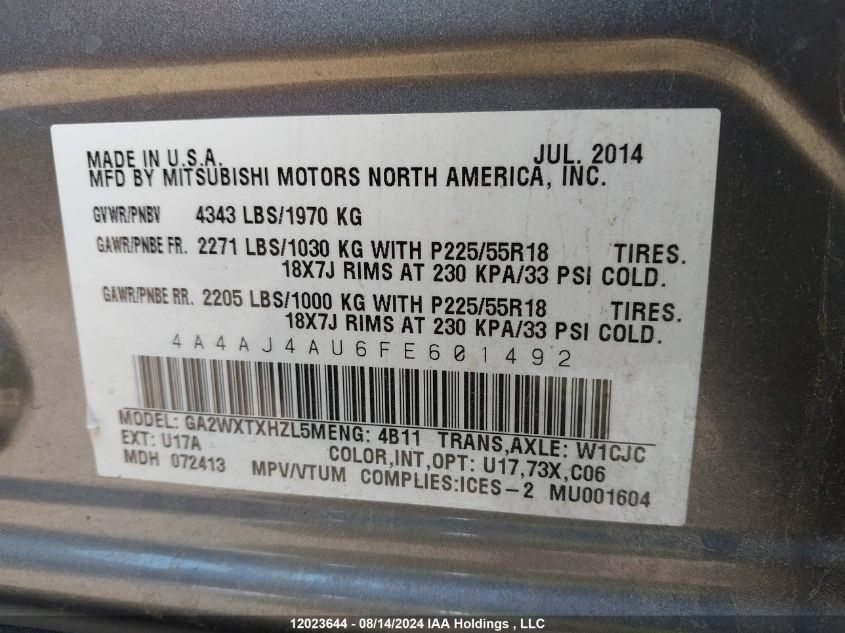 MADE IN U.S.A. JUL. 2014
MFD BY MITSUBISHI MOTORS NORTH AMERICA, INC.
GVWR/PNBV 4343 LBS/1970 KG
GAWR/PNBE FR. 2271 LBS/1030 KG WITH P225/55R18 TIRES.
18X7J RIMS AT 230 KPA/33 PSI COLD.
GAWR/PNBE RR. 2205 LBS/1000 KG WITH P225/55R18 TIRES.
18X7J RIMS AT 230 KPA/33 PSI COLD.
4A4AJ4AU6FE601492
MODEL: GA2WXTXHZL5MENG: 4B11 TRANS,AXLE: W1CJC
EXT: U17A COLOR,INT,OPT: U17,73X,C06
MDH 072413 MPV/VTUM COMPLIES:ICES-2 MU001604
12023644 - 08/14/2024 IAA Holdings , LLC